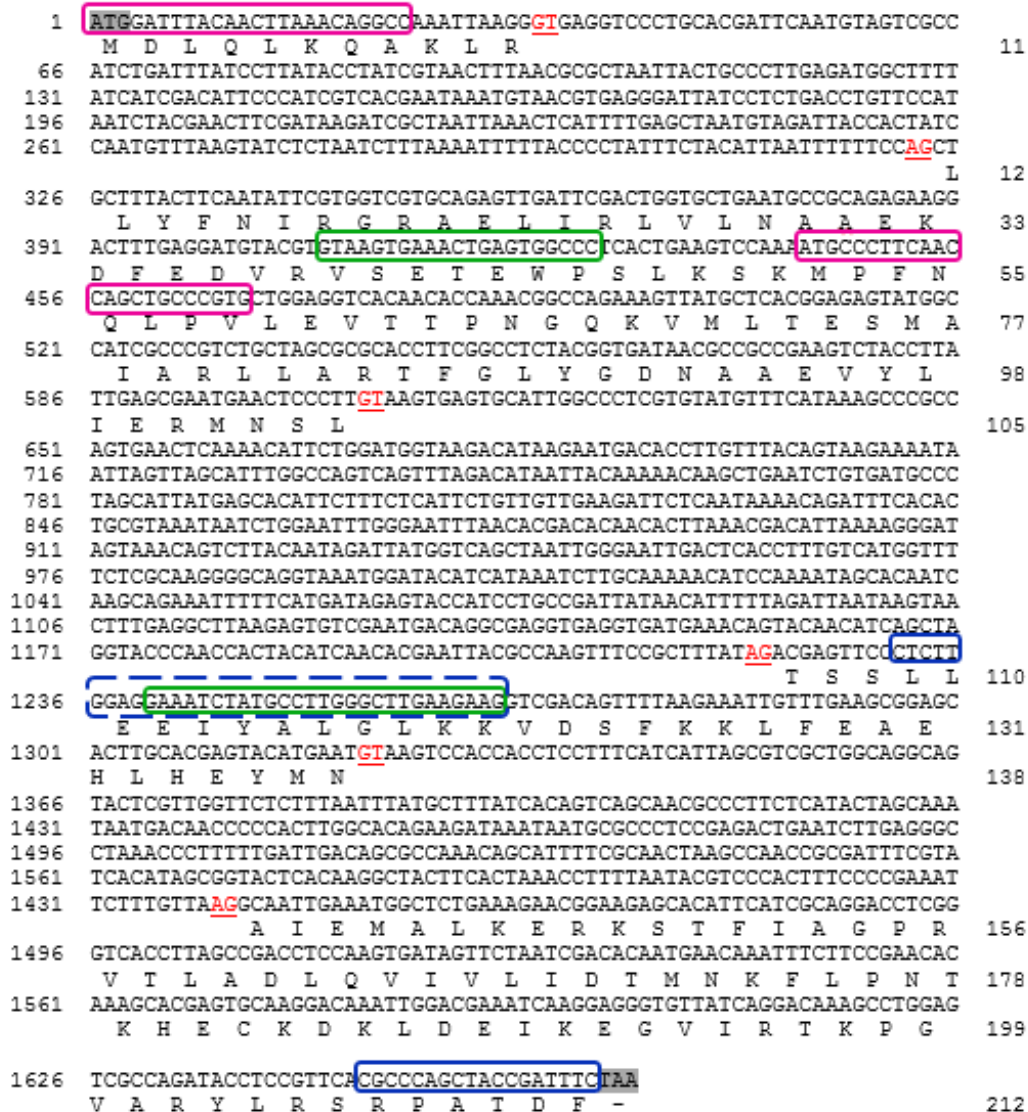 1 ATGGATTTACAACTTAAACAGGCCAAATTAAGGGTGAGGTCCCTGCACGATTCAATGTAGTCGCC
M D L Q L K Q A K L R 11
66 ATCTGATTTATCCTTATACCTATCGTAACTTTAACGCGCTAATTACTGCCCTTGAGATGGCTTTT
131 ATCATCGACATTCCCATCGTCACGAATAAATGTAACGTGAGGGATTATCCTCTGACCTGTTCCAT
196 AATCTACGAACTTCGATAAGATCGCTAATTAAACTCATTTTGAGCTAATGTAGATTACCACTATC
261 CAATGTTTAAGTATCTCTAATCTTTAAAATTTTTACCCCTATTTCTACATTAATTTTTTCCAGCT
L 12
326 GCTTTACTTCAATATTCGTGGTCGTGCAGAGTTGATTCGACTGGTGCTGAATGCCGCAGAGAAGG
L Y F N I R G R A E L I R L V L N A A E K 33
391 ACTTTGAGGATGTACGTGTAAGTGAAACTGAGTGGCCCTCACTGAAGTCCAAAATGCCCTTCAAC
D F E D V R V S E T E W P S L K S K M P F N 55
456 CAGCTGCCCGTGCTGGAGGTCACAACACCAAACGGCCAGAAAGTTATGCTCACGGAGAGTATGGC
Q L P V L E V T T P N G Q K V M L T E S M A 77
521 CATCGCCCGTCTGCTAGCGCGCACCTTCGGCCTCTACGGTGATAACGCCGCCGAAGTCTACCTTA
I A R L L A R T F G L Y G D N A A E V Y L 98
586 TTGAGCGAATGAACTCCCTTGTAAGTGAGTGCATTGGCCCTCGTGTATGTTTCATAAAGCCCGCC
I E R M N S L 105
651 AGTGAACTCAAAACATTCTGGATGGTAAGACATAAGAATGACACCTTGTTTACAGTAAGAAAATA
716 ATTAGTTAGCATTTGGCCAGTCAGTTTAGACATAATTACAAAAACAAGCTGAATCTGTGATGCCC
781 TAGCATTATGAGCACATTCTTTCTCATTCTGTTGTTGAAGATTCTCAATAAAACAGATTTCACAC
846 TGCGTAAATAATCTGGAATTTGGGAATTTAACACGACACAACACTTAAACGACATTAAAAGGGAT
911 AGTAAACAGTCTTACAATAGATTATGGTCAGCTAATTGGGAATTGACTCACCTTTGTCATGGTTT
976 TCTCGCAAGGGGCAGGTAAATGGATACATCATAAATCTTGCAAAAACATCCAAAATAGCACAATC
1041 AAGCAGAAATTTTTCATGATAGAGTACCATCCTGCCGATTATAACATTTTTAGATTAATAAGTAA
1106 CTTTGAGGCTTAAGAGTGTCGAATGACAGGCGAGGTGAGGTGATGAAACAGTACAACATCAGCTA
1171 GGTACCCAACCACTACATCAACACGAATTACGCCAAGTTTCCGCTTTATAGACGAGTTCCCTCTT
T S S L L 110
1236 GGAGGAAATCTATGCCTTGGGCTTGAAGAAGGTCGACAGTTTTAAGAAATTGTTTGAAGCGGAGC
E E I Y A L G L K K V D S F K K L F E A E 131
1301 ACTTGCACGAGTACATGAATGTAAGTCCACCACCTCCTTTCATCATTAGCGTCGCTGGCAGGCAG
H L H E Y M N 138
1366 TACTCGTTGGTTCTCTTTAATTTATGCTTTATCACAGTCAGCAACGCCCTTCTCATACTAGCAAA
1431 TAATGACAACCCCCACTTGGCACAGAAGATAAATAATGCGCCCTCCGAGACTGAATCTTGAGGGC
1496 CTAAACCCTTTTTGATTGACAGCGCCAAACAGCATTTTCGCAACTAAGCCAACCGCGATTTCGTA
1561 TCACATAGCGGTACTCACAAGGCTACTTCACTAAACCTTTTAATACGTCCCACTTTCCCCGAAAT
1431 TCTTTGTTAAGGCAATTGAAATGGCTCTGAAAGAACGGAAGAGCACATTCATCGCAGGACCTCGG
A I E M A L K E R K S T F I A G P R 156
1496 GTCACCTTAGCCGACCTCCAAGTGATAGTTCTAATCGACACAATGAACAAATTTCTTCCGAACAC
V T L A D L Q V I V L I D T M N K F L P N T 178
1561 AAAGCACGAGTGCAAGGACAAATTGGACGAAATCAAGGAGGGTGTTATCAGGACAAAGCCTGGAG
K H E C K D K L D E I K E G V I R T K P G 199
1626 TCGCCAGATACCTCCGTTCACGCCCAGCTACCGATTTCTAA
V A R Y L R S R P A T D F - 212